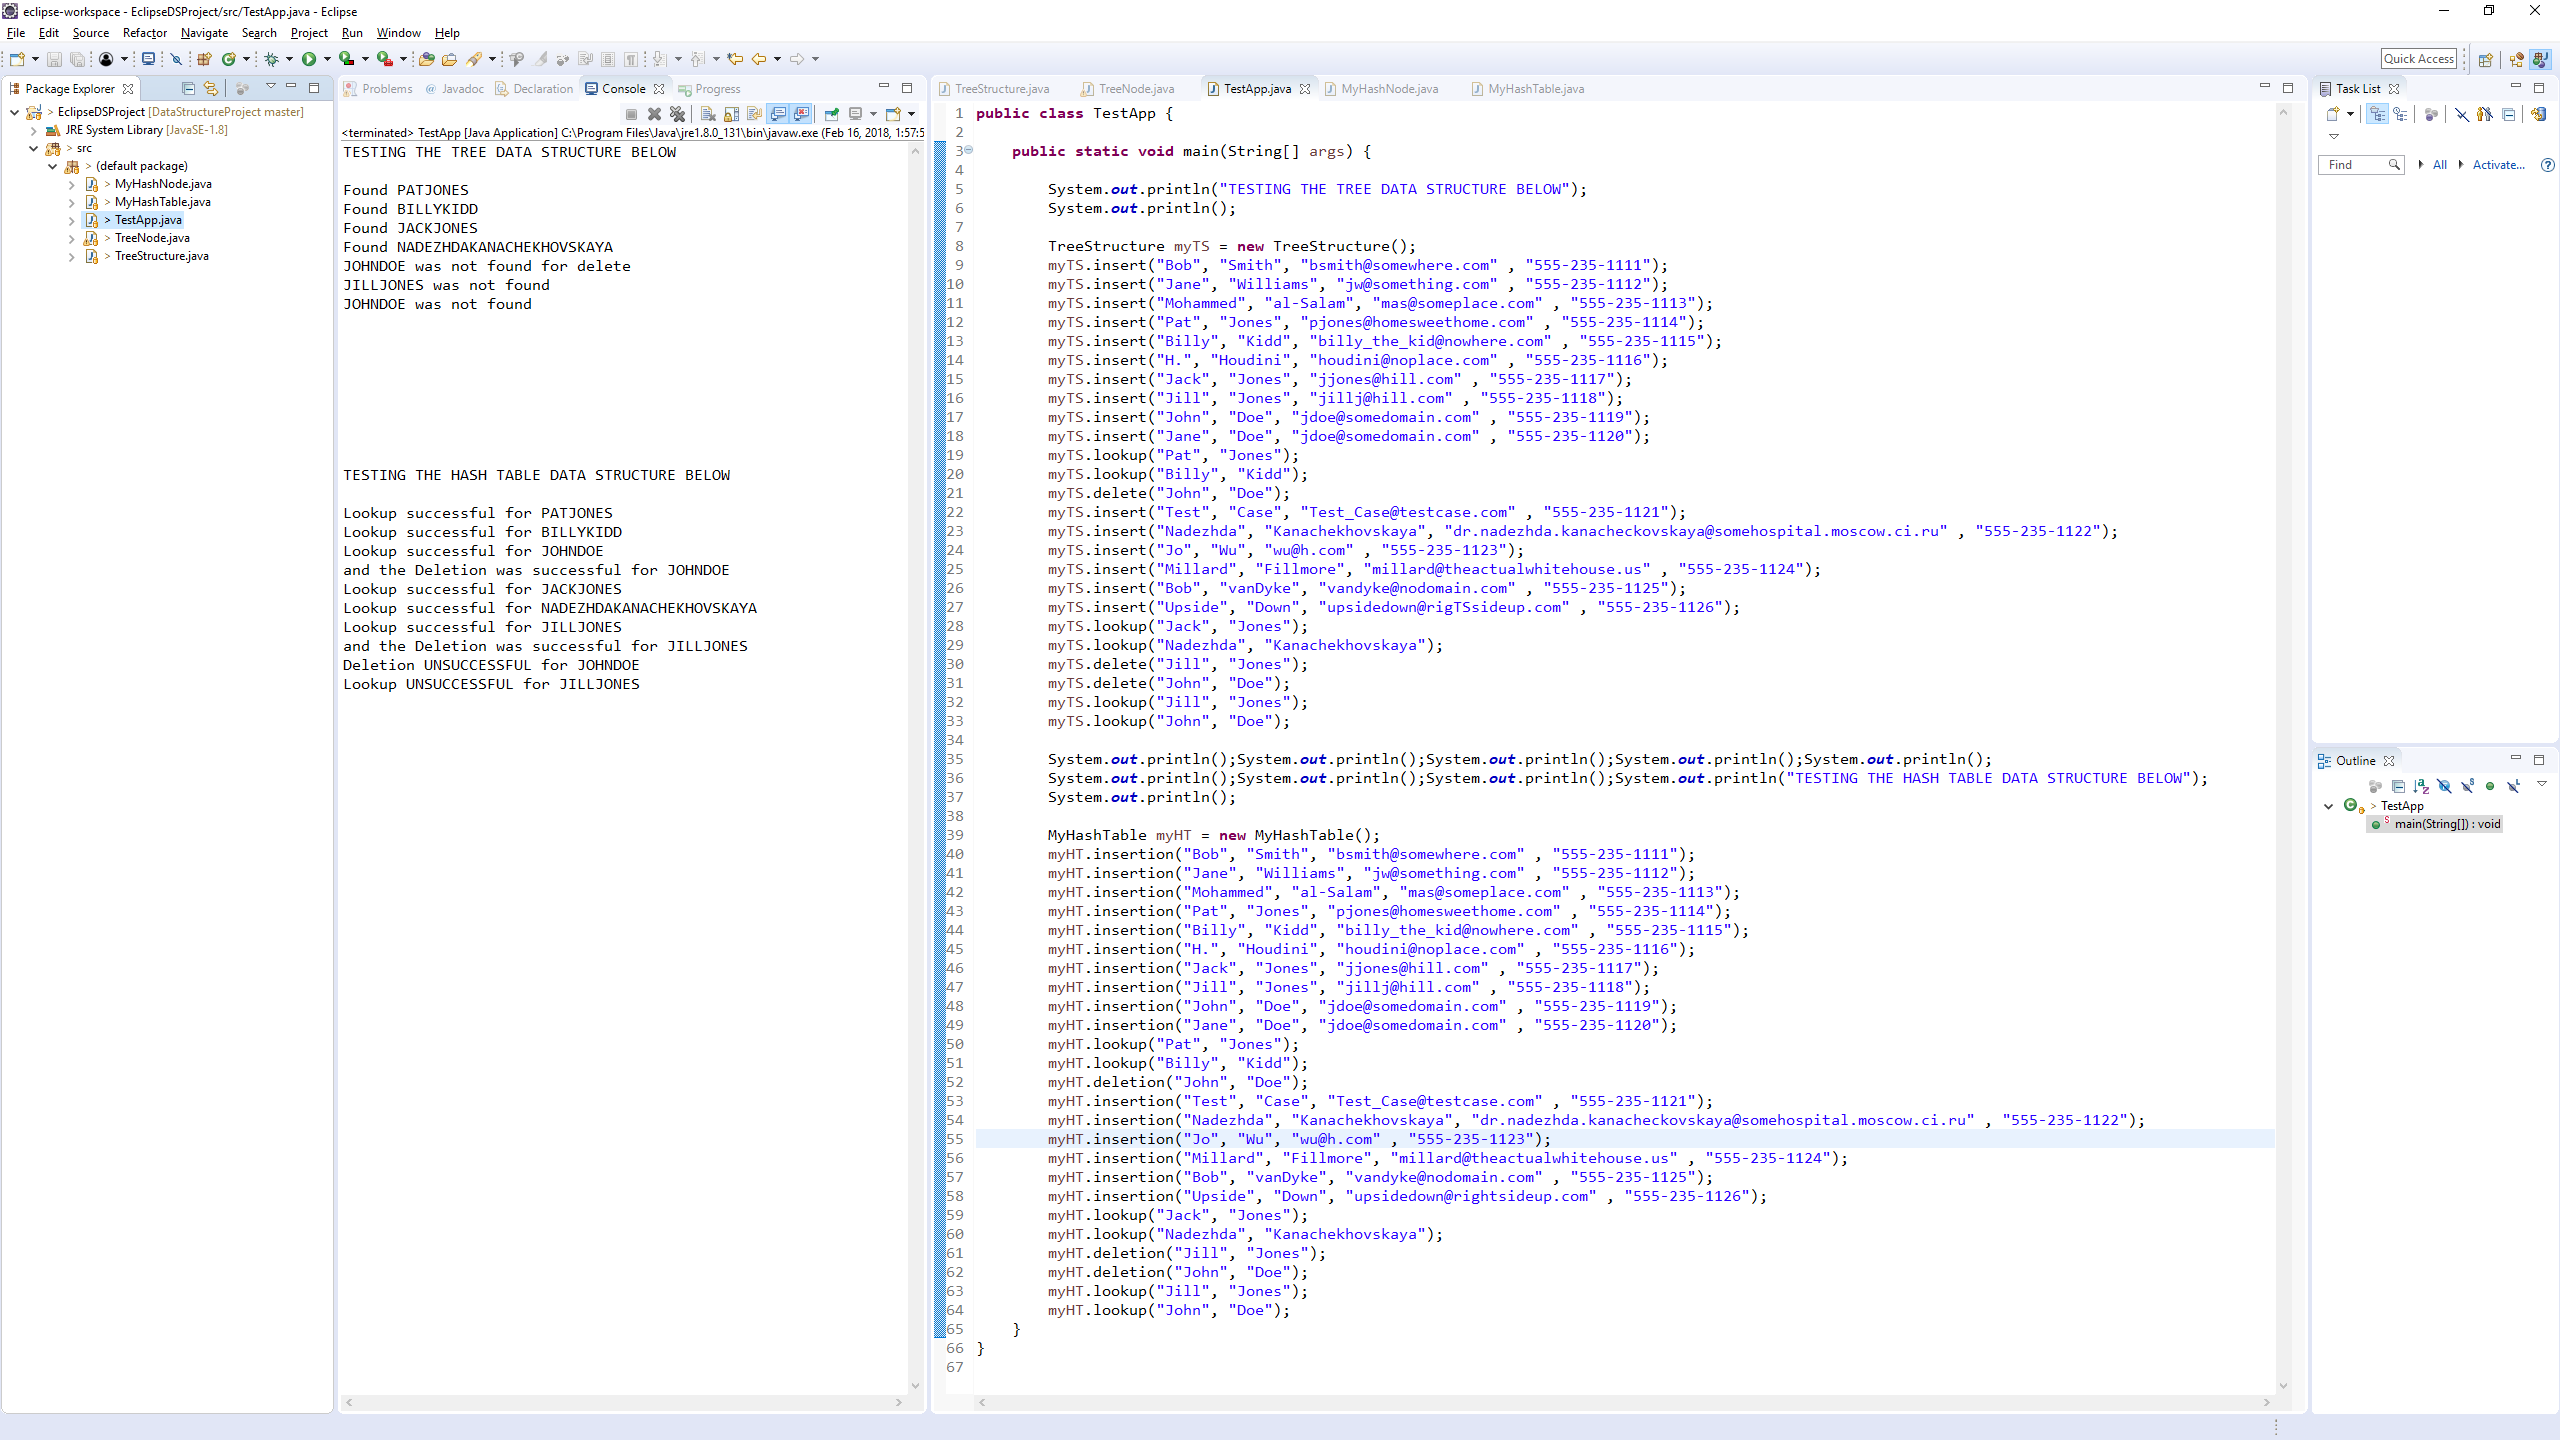 eclipse-workspace - EclipseDSProject/src/TestApp.java - Eclipse
File Edit Source Refactor Navigate Search Project Run Window Help
Quick Access
Package Explorer
> EclipseDSProject [DataStructureProject master]
JRE System Library [JavaSE-1.8]
> src
> (default package)
> MyHashNode.java
> MyHashTable.java
> TestApp.java
> TreeNode.java
> TreeStructure.java
Problems @ Javadoc Declaration Console Progress
<terminated> TestApp [Java Application] C:\Program Files\Java\jre1.8.0_131\bin\javaw.exe (Feb 16, 2018, 1:57:5
TESTING THE TREE DATA STRUCTURE BELOW
Found PATJONES
Found BILLYKIDD
Found JACKJONES
Found NADEZHDAKANACHEKHOVSKAYA
JOHNDOE was not found for delete
JILLJONES was not found
JOHNDOE was not found
TESTING THE HASH TABLE DATA STRUCTURE BELOW
Lookup successful for PATJONES
Lookup successful for BILLYKIDD
Lookup successful for JOHNDOE
and the Deletion was successful for JOHNDOE
Lookup successful for JACKJONES
Lookup successful for NADEZHDAKANACHEKHOVSKAYA
Lookup successful for JILLJONES
and the Deletion was successful for JILLJONES
Deletion UNSUCCESSFUL for JOHNDOE
Lookup UNSUCCESSFUL for JILLJONES
TreeStructure.java TreeNode.java TestApp.java MyHashNode.java MyHashTable.java
1 public class TestApp {
2
3 public static void main(String[] args) {
4
5 System.out.println("TESTING THE TREE DATA STRUCTURE BELOW");
6 System.out.println();
7
8 TreeStructure myTS = new TreeStructure();
9 myTS.insert("Bob", "Smith", "bsmith@somewhere.com" , "555-235-1111");
10 myTS.insert("Jane", "Williams", "jw@something.com" , "555-235-1112");
11 myTS.insert("Mohammed", "al-Salam", "mas@someplace.com" , "555-235-1113");
12 myTS.insert("Pat", "Jones", "pjones@homesweethome.com" , "555-235-1114");
13 myTS.insert("Billy", "Kidd", "billy_the_kid@nowhere.com" , "555-235-1115");
14 myTS.insert("H.", "Houdini", "houdini@noplace.com" , "555-235-1116");
15 myTS.insert("Jack", "Jones", "jjones@hill.com" , "555-235-1117");
16 myTS.insert("Jill", "Jones", "jillj@hill.com" , "555-235-1118");
17 myTS.insert("John", "Doe", "jdoe@somedomain.com" , "555-235-1119");
18 myTS.insert("Jane", "Doe", "jdoe@somedomain.com" , "555-235-1120");
19 myTS.lookup("Pat", "Jones");
20 myTS.lookup("Billy", "Kidd");
21 myTS.delete("John", "Doe");
22 myTS.insert("Test", "Case", "Test_Case@testcase.com" , "555-235-1121");
23 myTS.insert("Nadezhda", "Kanachekhovskaya", "dr.nadezhda.kanacheckovskaya@somehospital.moscow.ci.ru" , "555-235-1122");
24 myTS.insert("Jo", "Wu", "wu@h.com" , "555-235-1123");
25 myTS.insert("Millard", "Fillmore", "millard@theactualwhitehouse.us" , "555-235-1124");
26 myTS.insert("Bob", "vanDyke", "vandyke@nodomain.com" , "555-235-1125");
27 myTS.insert("Upside", "Down", "upsidedown@rigTSsideup.com" , "555-235-1126");
28 myTS.lookup("Jack", "Jones");
29 myTS.lookup("Nadezhda", "Kanachekhovskaya");
30 myTS.delete("Jill", "Jones");
31 myTS.delete("John", "Doe");
32 myTS.lookup("Jill", "Jones");
33 myTS.lookup("John", "Doe");
34
35 System.out.println();System.out.println();System.out.println();System.out.println();System.out.println();
36 System.out.println();System.out.println();System.out.println();System.out.println("TESTING THE HASH TABLE DATA STRUCTURE BELOW");
37 System.out.println();
38
39 MyHashTable myHT = new MyHashTable();
40 myHT.insertion("Bob", "Smith", "bsmith@somewhere.com" , "555-235-1111");
41 myHT.insertion("Jane", "Williams", "jw@something.com" , "555-235-1112");
42 myHT.insertion("Mohammed", "al-Salam", "mas@someplace.com" , "555-235-1113");
43 myHT.insertion("Pat", "Jones", "pjones@homesweethome.com" , "555-235-1114");
44 myHT.insertion("Billy", "Kidd", "billy_the_kid@nowhere.com" , "555-235-1115");
45 myHT.insertion("H.", "Houdini", "houdini@noplace.com" , "555-235-1116");
46 myHT.insertion("Jack", "Jones", "jjones@hill.com" , "555-235-1117");
47 myHT.insertion("Jill", "Jones", "jillj@hill.com" , "555-235-1118");
48 myHT.insertion("John", "Doe", "jdoe@somedomain.com" , "555-235-1119");
49 myHT.insertion("Jane", "Doe", "jdoe@somedomain.com" , "555-235-1120");
50 myHT.lookup("Pat", "Jones");
51 myHT.lookup("Billy", "Kidd");
52 myHT.deletion("John", "Doe");
53 myHT.insertion("Test", "Case", "Test_Case@testcase.com" , "555-235-1121");
54 myHT.insertion("Nadezhda", "Kanachekhovskaya", "dr.nadezhda.kanacheckovskaya@somehospital.moscow.ci.ru" , "555-235-1122");
55 myHT.insertion("Jo", "Wu", "wu@h.com" , "555-235-1123");
56 myHT.insertion("Millard", "Fillmore", "millard@theactualwhitehouse.us" , "555-235-1124");
57 myHT.insertion("Bob", "vanDyke", "vandyke@nodomain.com" , "555-235-1125");
58 myHT.insertion("Upside", "Down", "upsidedown@rightsideup.com" , "555-235-1126");
59 myHT.lookup("Jack", "Jones");
60 myHT.lookup("Nadezhda", "Kanachekhovskaya");
61 myHT.deletion("Jill", "Jones");
62 myHT.deletion("John", "Doe");
63 myHT.lookup("Jill", "Jones");
64 myHT.lookup("John", "Doe");
65 }
66 }
67
Task List
Find All Activate...
Outline
> TestApp
main(String[]) : void